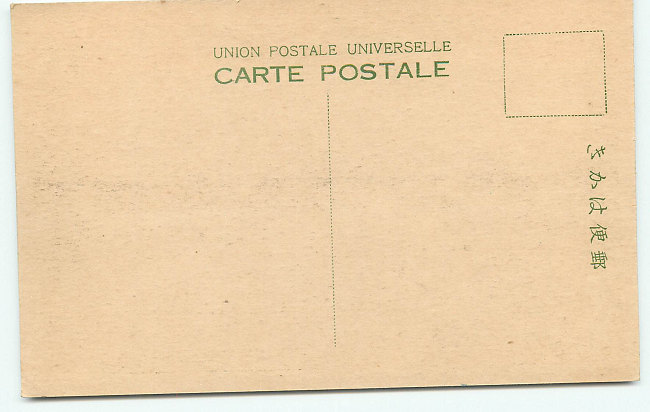 UNION POSTALE UNIVERSELLE
CARTE POSTALE
郵便はかき